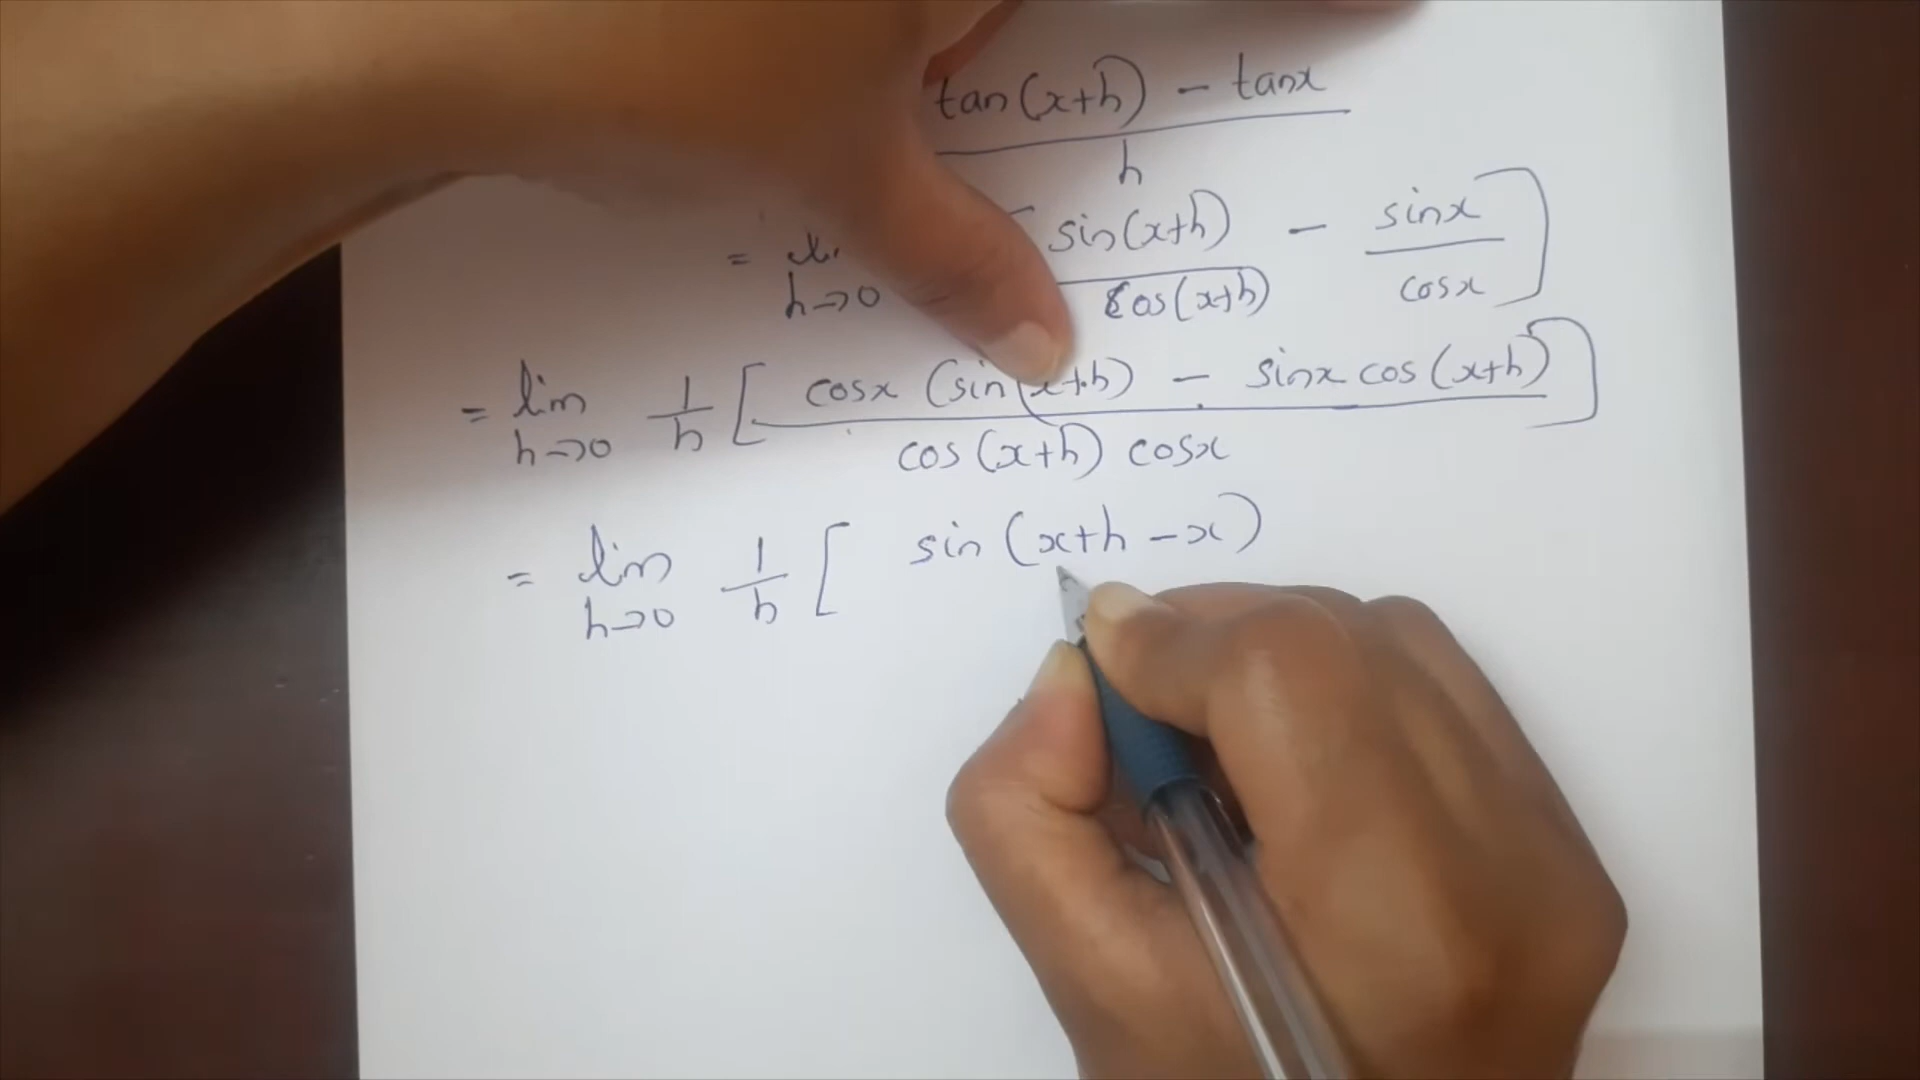 tan(x+h) - tanx
h
= h→0 sin(x+h) - sinx
cos(x+h) cosx
= lim h→0 1/h [ cosx (sin(x+h) - sinx cos(x+h) ]
cos(x+h) cosx
= lim h→0 1/h [ sin(x+h-x)